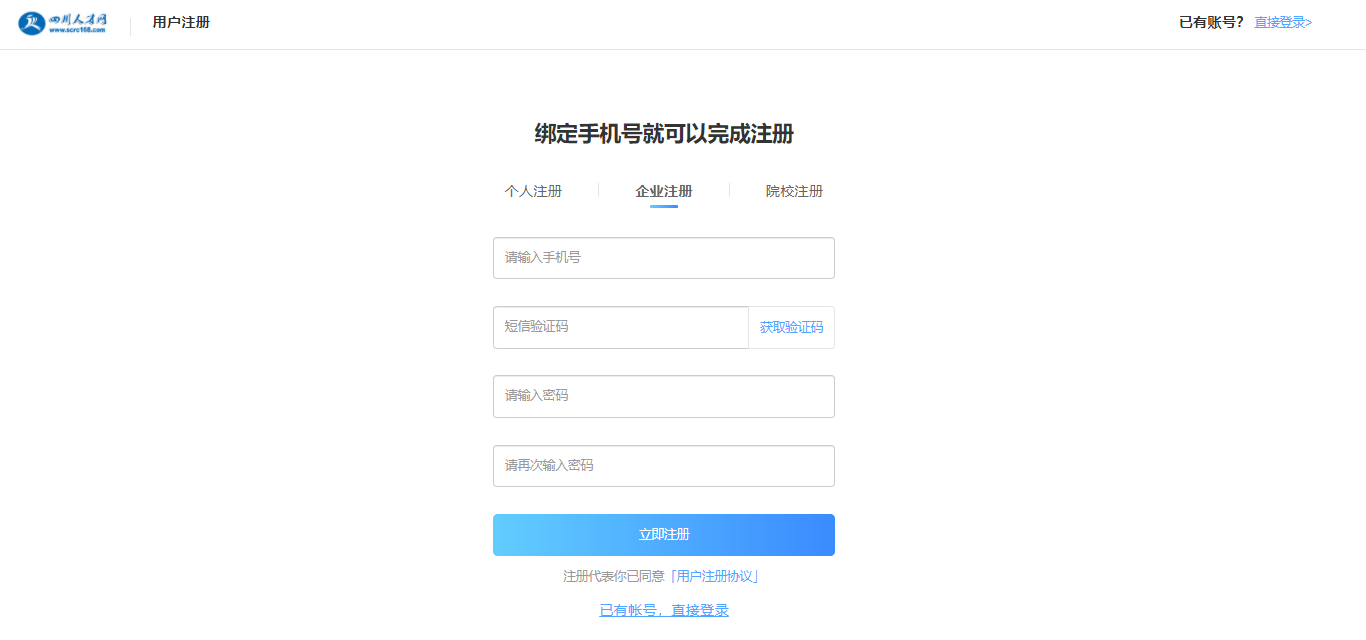 四川人才网
www.scrc168.com
用户注册
已有账号? 直接登录>
绑定手机号就可以完成注册
个人注册 企业注册 院校注册
请输入手机号
短信验证码 获取验证码
请输入密码
请再次输入密码
立即注册
注册代表你已同意「用户注册协议」
已有帐号，直接登录